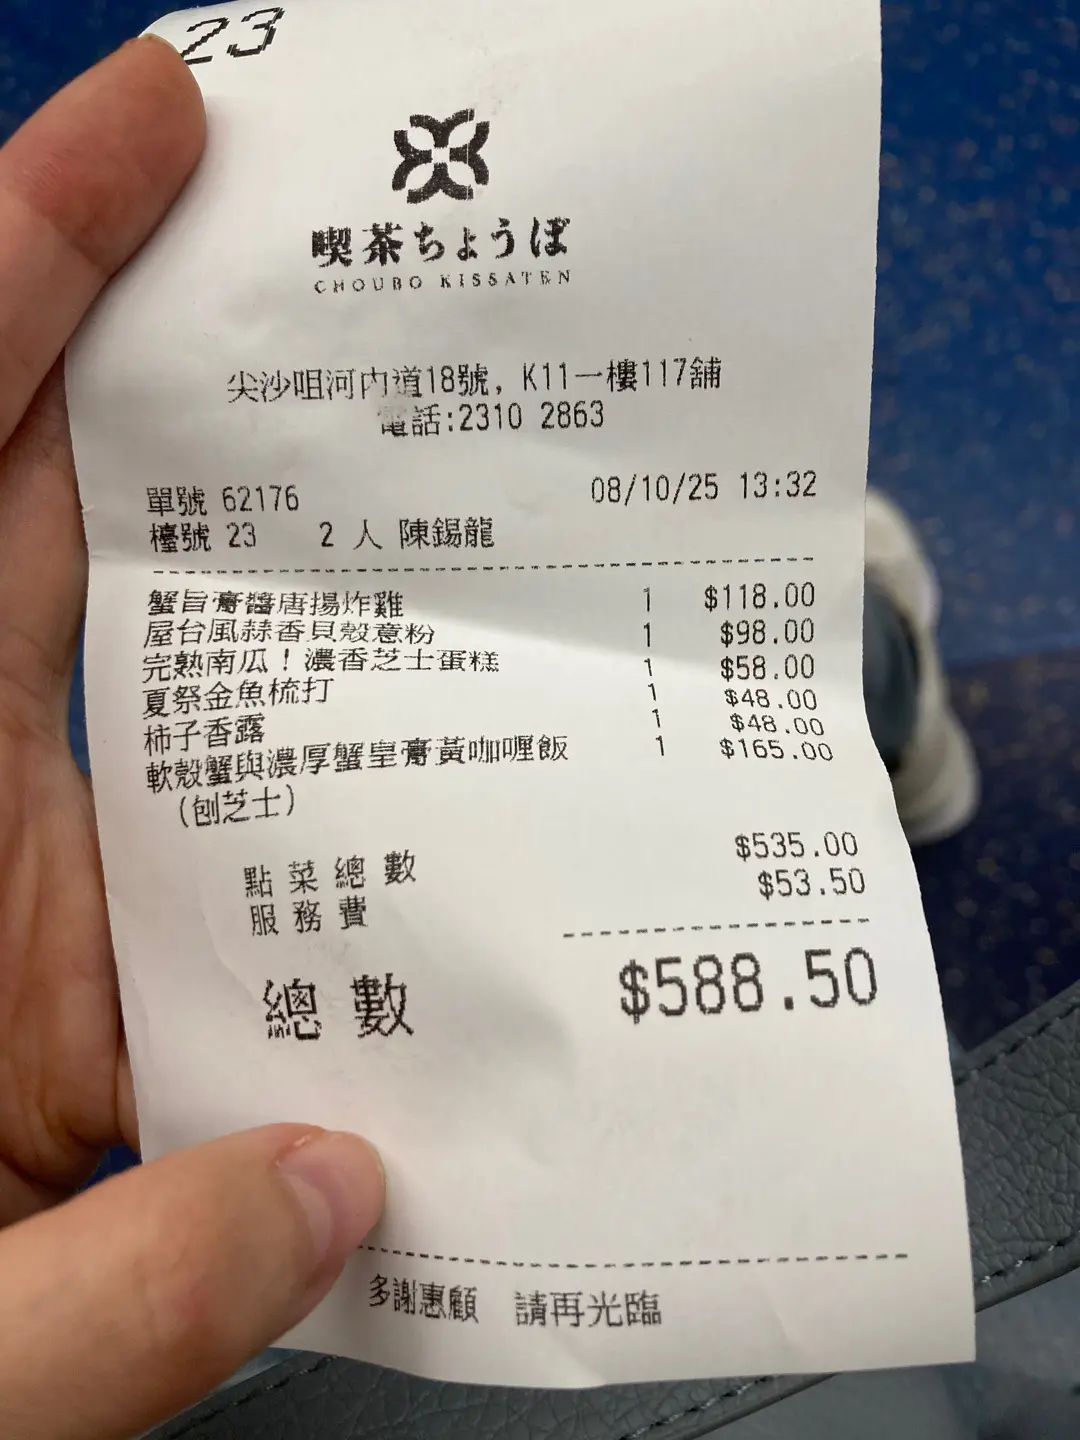 23
喫茶ちょうぼ
CHOUBO KISSATEN
尖沙咀河内道18號, K11一樓117舖
電話:2310 2863
單號 62176 08/10/25 13:32
檯號 23 2 人 陳錫龍
蟹旨膏醬唐揚炸雞 1 $118.00
屋台風蒜香貝殼意粉 1 $98.00
完熟南瓜！濃香芝士蛋糕 1 $58.00
夏祭金魚梳打 1 $48.00
柿子香露 1 $48.00
軟殼蟹與濃厚蟹皇膏黃咖喱飯 1 $165.00
(刨芝士)
點菜總數 $535.00
服務費 $53.50
總數 $588.50
多謝惠顧 請再光臨